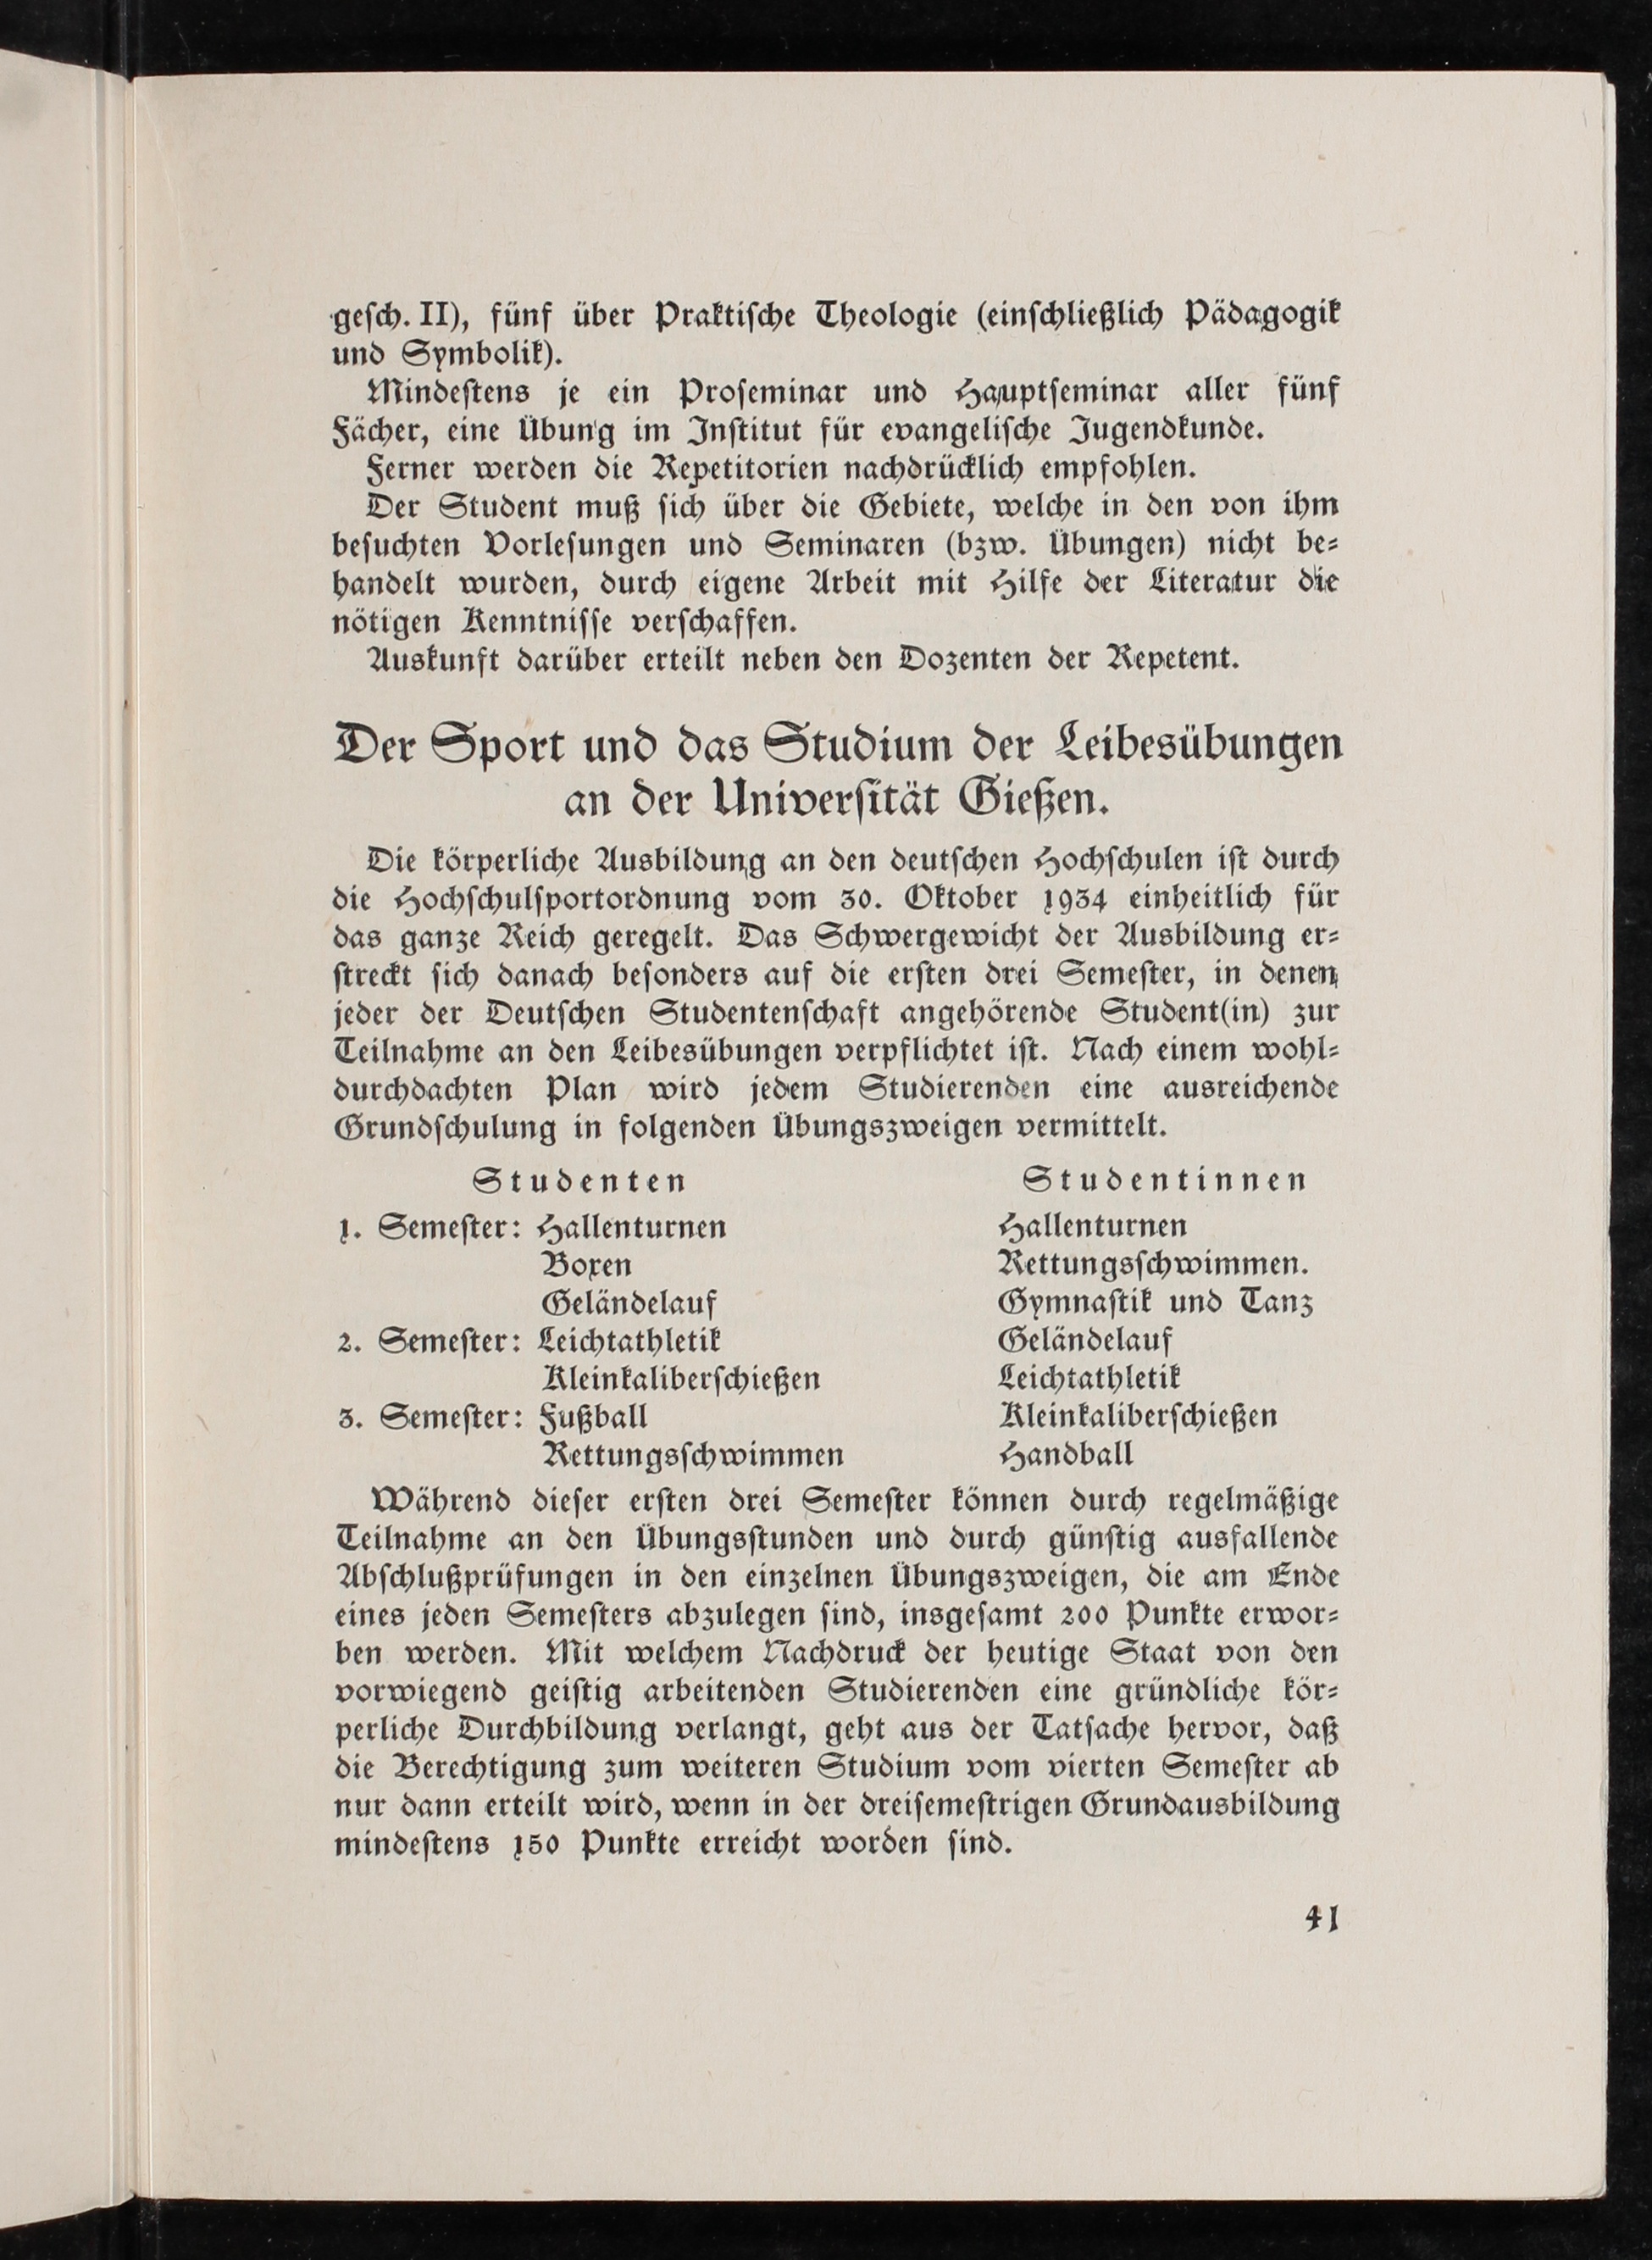 gesch. II), fünf über Praktische Theologie (einschließlich Pädagogik
und Symbolik).
Mindestens je ein Proseminar und Hauptseminar aller fünf
Fächer, eine Übung im Institut für evangelische Jugendkunde.
Ferner werden die Repetitorien nachdrücklich empfohlen.
Der Student muß sich über die Gebiete, welche in den von ihm
besuchten Vorlesungen und Seminaren (bzw. Übungen) nicht be-
handelt wurden, durch eigene Arbeit mit Hilfe der Literatur die
nötigen Kenntnisse verschaffen.
Auskunft darüber erteilt neben den Dozenten der Repetent.
Der Sport und das Studium der Leibesübungen
an der Universität Gießen.
Die körperliche Ausbildung an den deutschen Hochschulen ist durch
die Hochschulsportordnung vom 30. Oktober 1934 einheitlich für
das ganze Reich geregelt. Das Schwergewicht der Ausbildung er-
streckt sich danach besonders auf die ersten drei Semester, in denen
jeder der Deutschen Studentenschaft angehörende Student(in) zur
Teilnahme an den Leibesübungen verpflichtet ist. Nach einem wohl-
durchdachten Plan wird jedem Studierenden eine ausreichende
Grundschulung in folgenden Übungszweigen vermittelt.
Studenten Studentinnen
1. Semester: Hallenturnen Hallenturnen
Boxen Rettungsschwimmen.
Geländelauf Gymnastik und Tanz
2. Semester: Leichtathletik Geländelauf
Kleinkaliberschießen Leichtathletik
3. Semester: Fußball Kleinkaliberschießen
Rettungsschwimmen Handball
Während dieser ersten drei Semester können durch regelmäßige
Teilnahme an den Übungsstunden und durch günstig ausfallende
Abschlußprüfungen in den einzelnen Übungszweigen, die am Ende
eines jeden Semesters abzulegen sind, insgesamt 200 Punkte erwor-
ben werden. Mit welchem Nachdruck der heutige Staat von den
vorwiegend geistig arbeitenden Studierenden eine gründliche kör-
perliche Durchbildung verlangt, geht aus der Tatsache hervor, daß
die Berechtigung zum weiteren Studium vom vierten Semester ab
nur dann erteilt wird, wenn in der dreisemestrigen Grundausbildung
mindestens 150 Punkte erreicht worden sind.
41